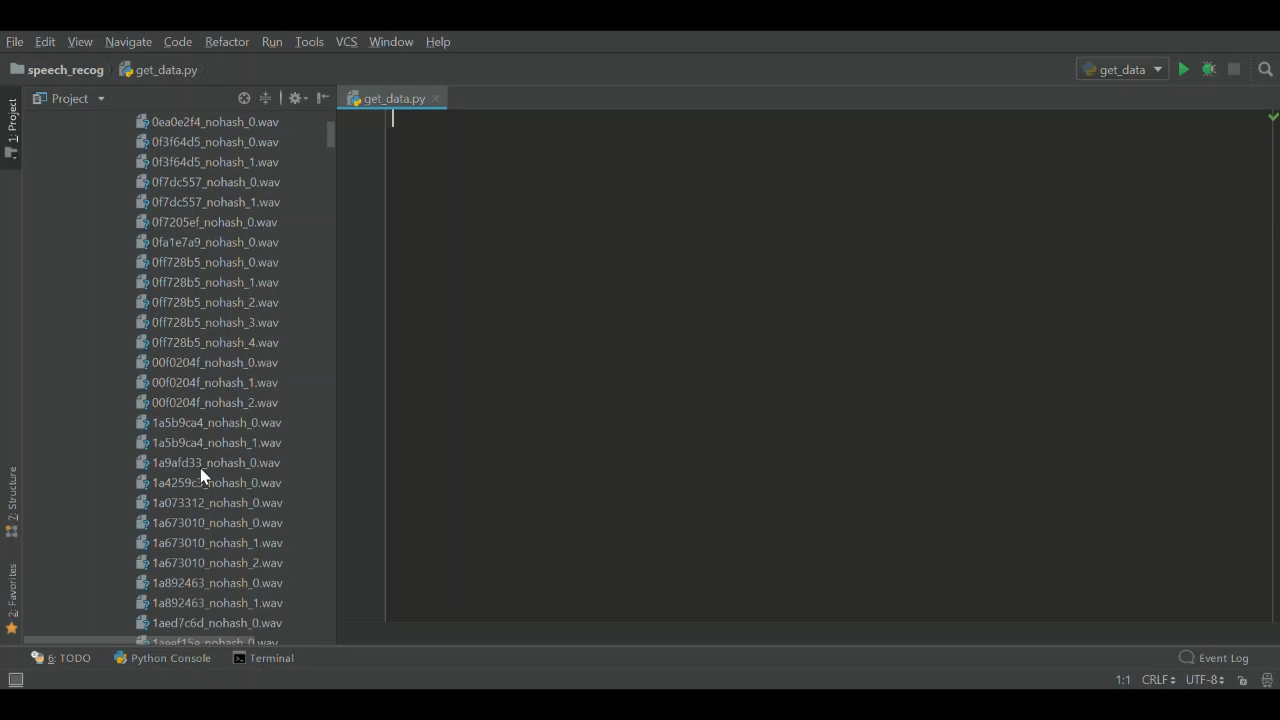 File Edit View Navigate Code Refactor Run Tools VCS Window Help
speech_recog get_data.py get_data
Project get_data.py
1: Project
0ea0e2f4_nohash_0.wav
0f3f64d5_nohash_0.wav
0f3f64d5_nohash_1.wav
0f7dc557_nohash_0.wav
0f7dc557_nohash_1.wav
0f7205ef_nohash_0.wav
0fa1e7a9_nohash_0.wav
0ff728b5_nohash_0.wav
0ff728b5_nohash_1.wav
0ff728b5_nohash_2.wav
0ff728b5_nohash_3.wav
0ff728b5_nohash_4.wav
00f0204f_nohash_0.wav
00f0204f_nohash_1.wav
00f0204f_nohash_2.wav
1a5b9ca4_nohash_0.wav
1a5b9ca4_nohash_1.wav
1a9afd33_nohash_0.wav
1a4259c3_nohash_0.wav
1a073312_nohash_0.wav
1a673010_nohash_0.wav
1a673010_nohash_1.wav
1a673010_nohash_2.wav
1a892463_nohash_0.wav
1a892463_nohash_1.wav
1aed7c6d_nohash_0.wav
1aeef15e_nohash_0.wav
7: Structure
2: Favorites
6: TODO Python Console Terminal Event Log
1:1 CRLF UTF-8